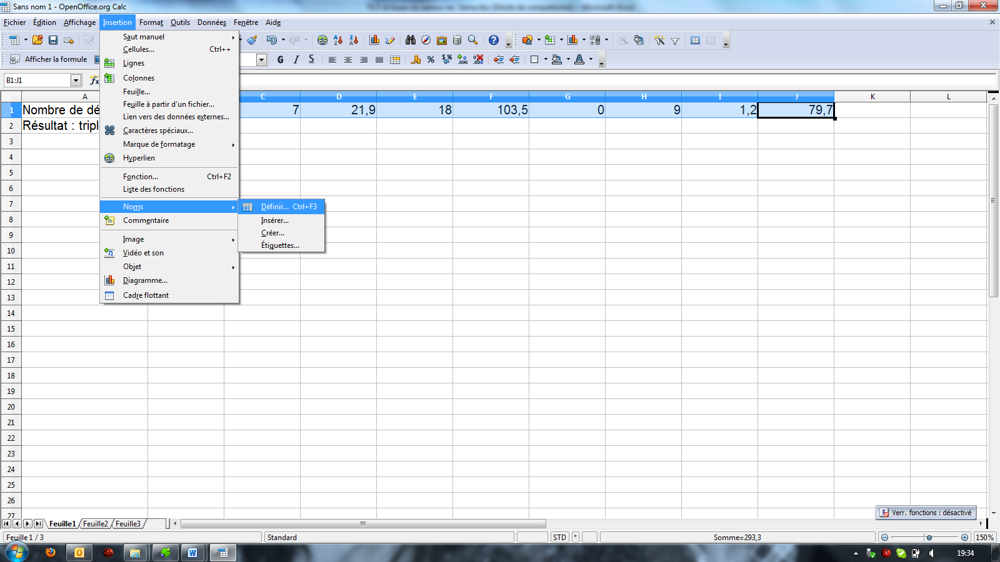 Sans nom 1 - OpenOffice.org Calc
Fichier Édition Affichage Insertion Format Outils Données Fenêtre Aide
Afficher la formule
B1:J1
Saut manuel
Cellules... Ctrl++
Lignes
Colonnes
Feuille...
Feuille à partir d'un fichier...
Lien vers des données externes...
Caractères spéciaux...
Marque de formatage
Hyperlien
Fonction... Ctrl+F2
Liste des fonctions
Noms
Commentaire
Image
Vidéo et son
Objet
Diagramme...
Cadre flottant
Définir... Ctrl+F3
Insérer...
Créer...
Étiquettes...
A C D E F G H I J K L
1 Nombre de dé 7 21,9 18 103,5 0 9 1,2 79,7
2 Résultat : tripl
3
4
5
6
7
8
9
10
11
12
13
14
15
16
17
18
19
20
21
22
23
24
25
26
27
Verr. fonctions : désactivé
Feuille1 Feuille2 Feuille3
Feuille 1 / 3 Standard STD * Somme=293,3 150%
19:34